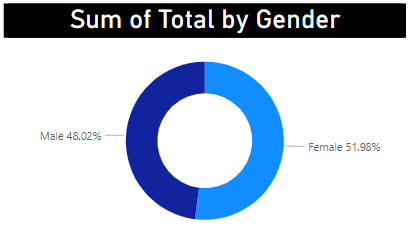 Sum of Total by Gender
Male 48.02%
Female 51.98%